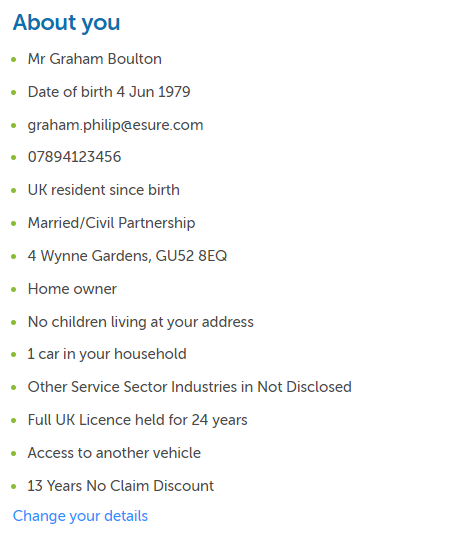 About you
Mr Graham Boulton
Date of birth 4 Jun 1979
graham.philip@esure.com
07894123456
UK resident since birth
Married/Civil Partnership
4 Wynne Gardens, GU52 8EQ
Home owner
No children living at your address
1 car in your household
Other Service Sector Industries in Not Disclosed
Full UK Licence held for 24 years
Access to another vehicle
13 Years No Claim Discount
Change your details